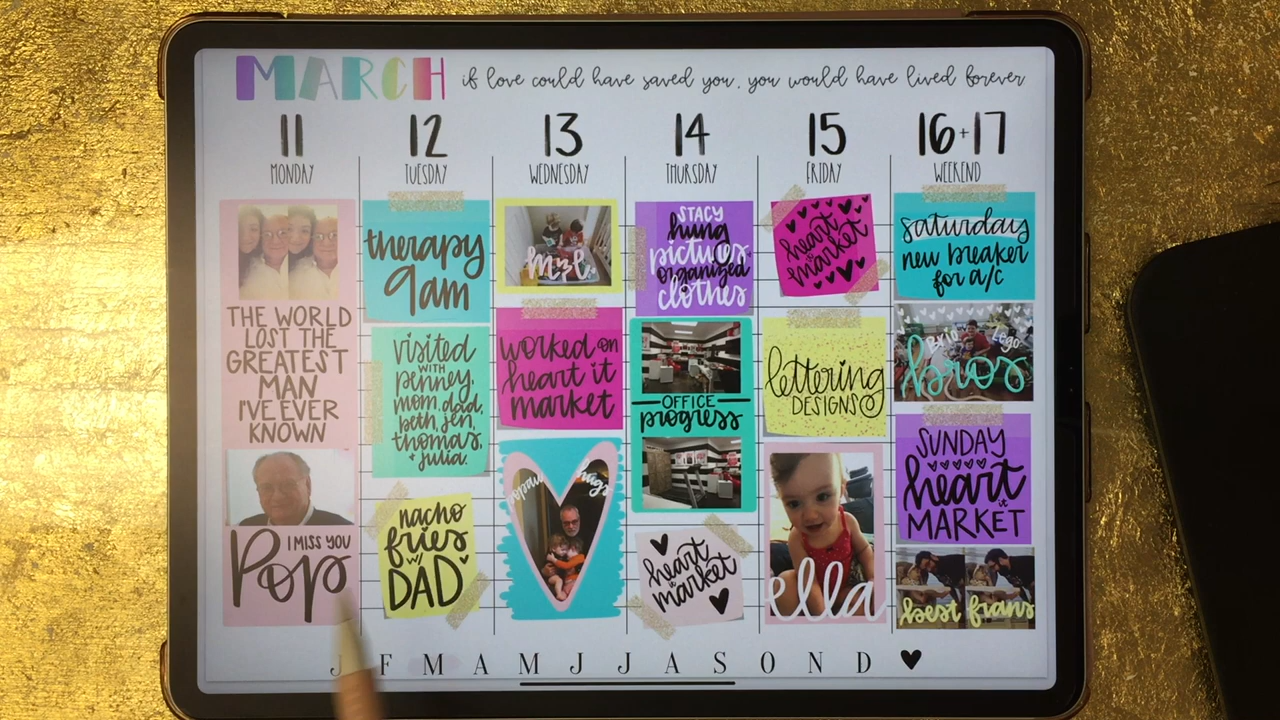 MARCH if love could have saved you, you would have lived forever
11
MONDAY
THE WORLD
LOST THE
GREATEST
MAN
I'VE EVER
KNOWN
I MISS YOU
Pop
12
TUESDAY
therapy
9am
visited
WITH
penney,
mom, dad,
beth, jen,
thomas,
+ julia.
nacho
fries
w/
DAD
13
WEDNESDAY
worked on
heart it
market
hugs
14
THURSDAY
STACY
hung
pictures
organized
clothes
OFFICE
progress
heart
it
market
15
FRIDAY
heart
it
market
lettering
DESIGNS
ella
16+17
WEEKEND
saturday
new breaker
for a/c
Brio Zego
bros
SUNDAY
heart
it
MARKET
best frans
J F M A M J J A S O N D